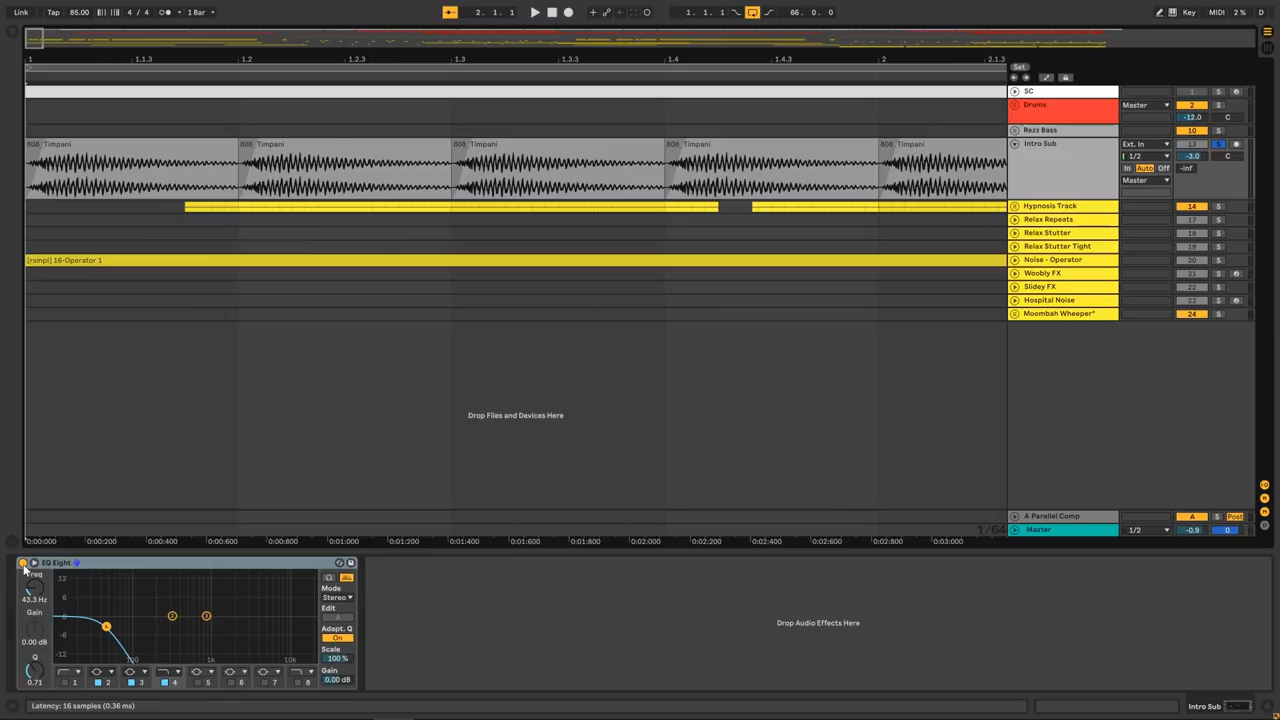 Link Tap 85.00 4 / 4 1 Bar 2. 1. 1 1. 1. 1 66. 0. 0 Key MIDI 2 % D
1 1.1.3 1.2 1.2.3 1.3 1.3.3 1.4 1.4.3 2 2.1.3
Set
SC 1 S
Drums Master 2 S
-12.0 C
Rezz Bass 10 S
808_Timpani 808_Timpani 808_Timpani 808_Timpani 808_Timpani Intro Sub Ext. In 13 S
1/2 -3.0 C
In Auto Off -inf
Master
Hypnosis Track 14 S
Relax Repeats 17 S
Relax Stutter 18 S
Relax Stutter Tight 19 S
[rsmpl] 16-Operator 1 Noise - Operator 20 S
Woobly FX 21 S
Slidey FX 22 S
Hospital Noise 23 S
Moombah Wheeper* 24 S
Drop Files and Devices Here
A Parallel Comp A S Post
1/64 Master 1/2 -0.9 0
0:00:000 0:00:200 0:00:400 0:00:600 0:00:800 0:01:000 0:01:200 0:01:400 0:01:600 0:01:800 0:02:000 0:02:200 0:02:400 0:02:600 0:02:800 0:03:000
EQ Eight
Freq 12
43.3 Hz 6
Gain 0
0.00 dB -6
Q -12
0.71 100 1k 10k
1 2 3 4 5 6 7 8
Mode
Stereo
Edit
A
Adapt. Q
On
Scale
100 %
Gain
0.00 dB
Drop Audio Effects Here
Latency: 16 samples (0.36 ms) Intro Sub